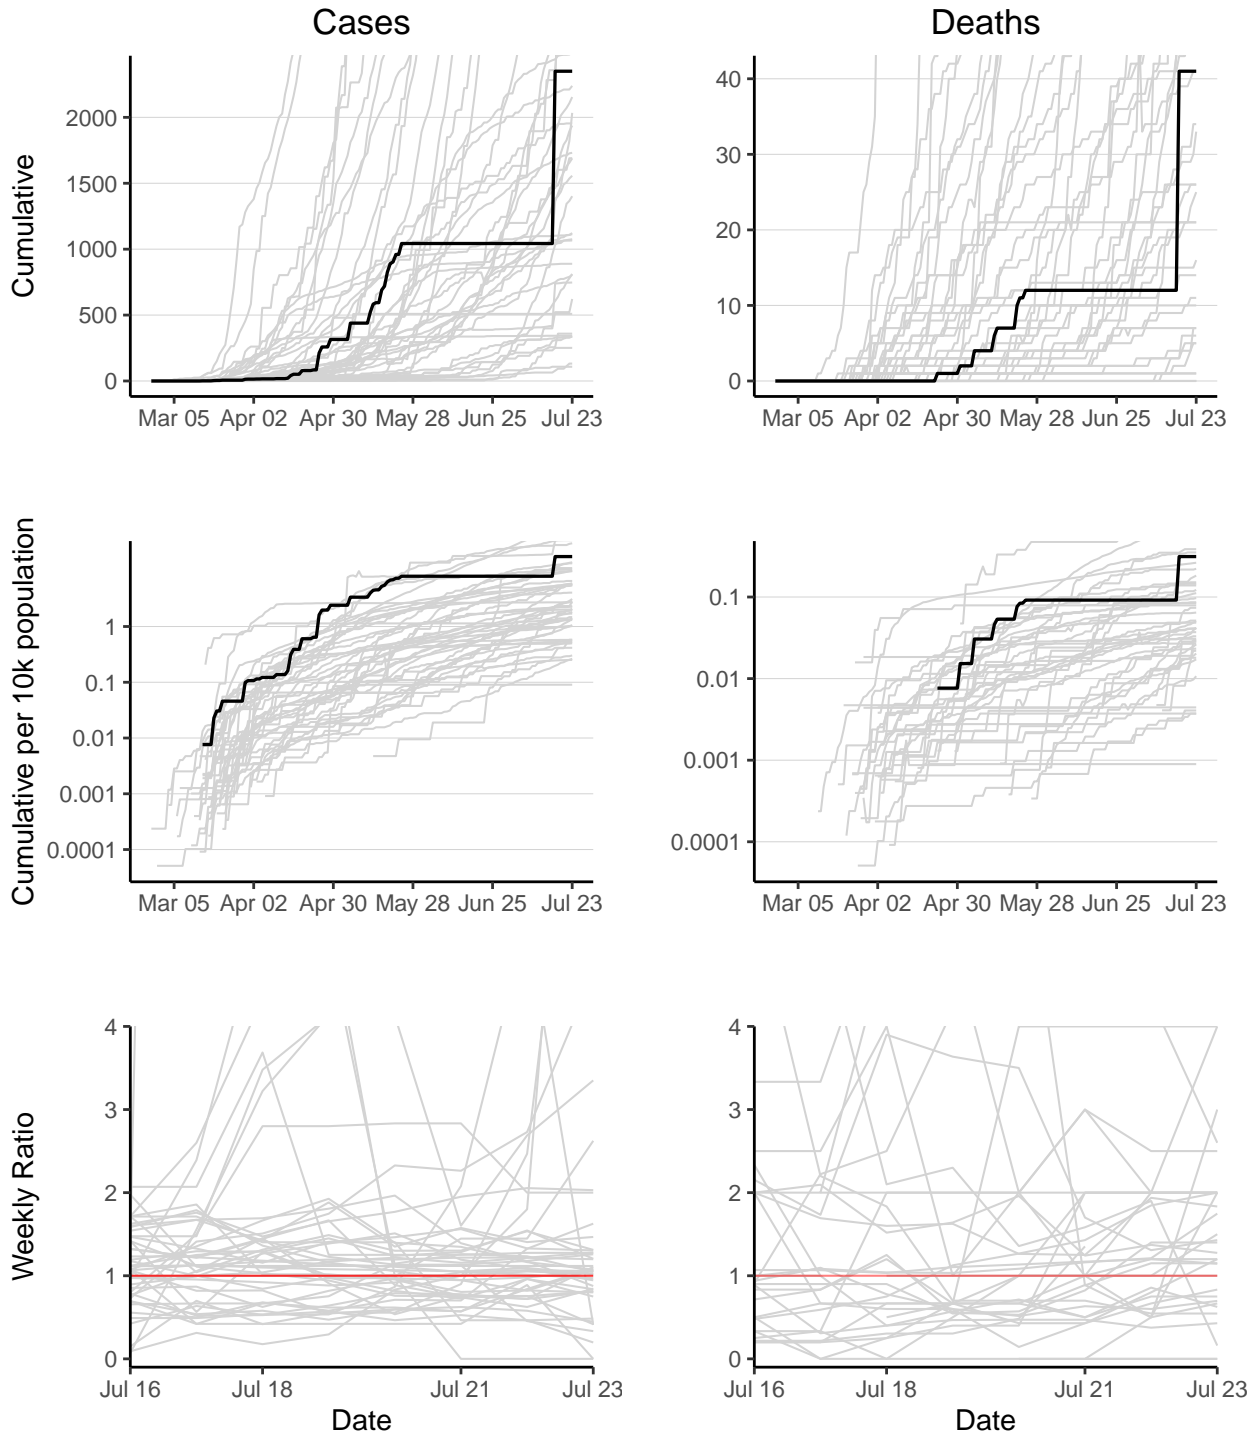 Cases
Deaths
Cumulative
2000
1500
1000
500
0
Mar 05 Apr 02 Apr 30 May 28 Jun 25 Jul 23
40
30
20
10
0
Mar 05 Apr 02 Apr 30 May 28 Jun 25 Jul 23
Cumulative per 10k population
1
0.1
0.01
0.001
0.0001
Mar 05 Apr 02 Apr 30 May 28 Jun 25 Jul 23
0.1
0.01
0.001
0.0001
Mar 05 Apr 02 Apr 30 May 28 Jun 25 Jul 23
Weekly Ratio
4
3
2
1
0
Jul 16 Jul 18 Jul 21 Jul 23
Date
4
3
2
1
0
Jul 16 Jul 18 Jul 21 Jul 23
Date